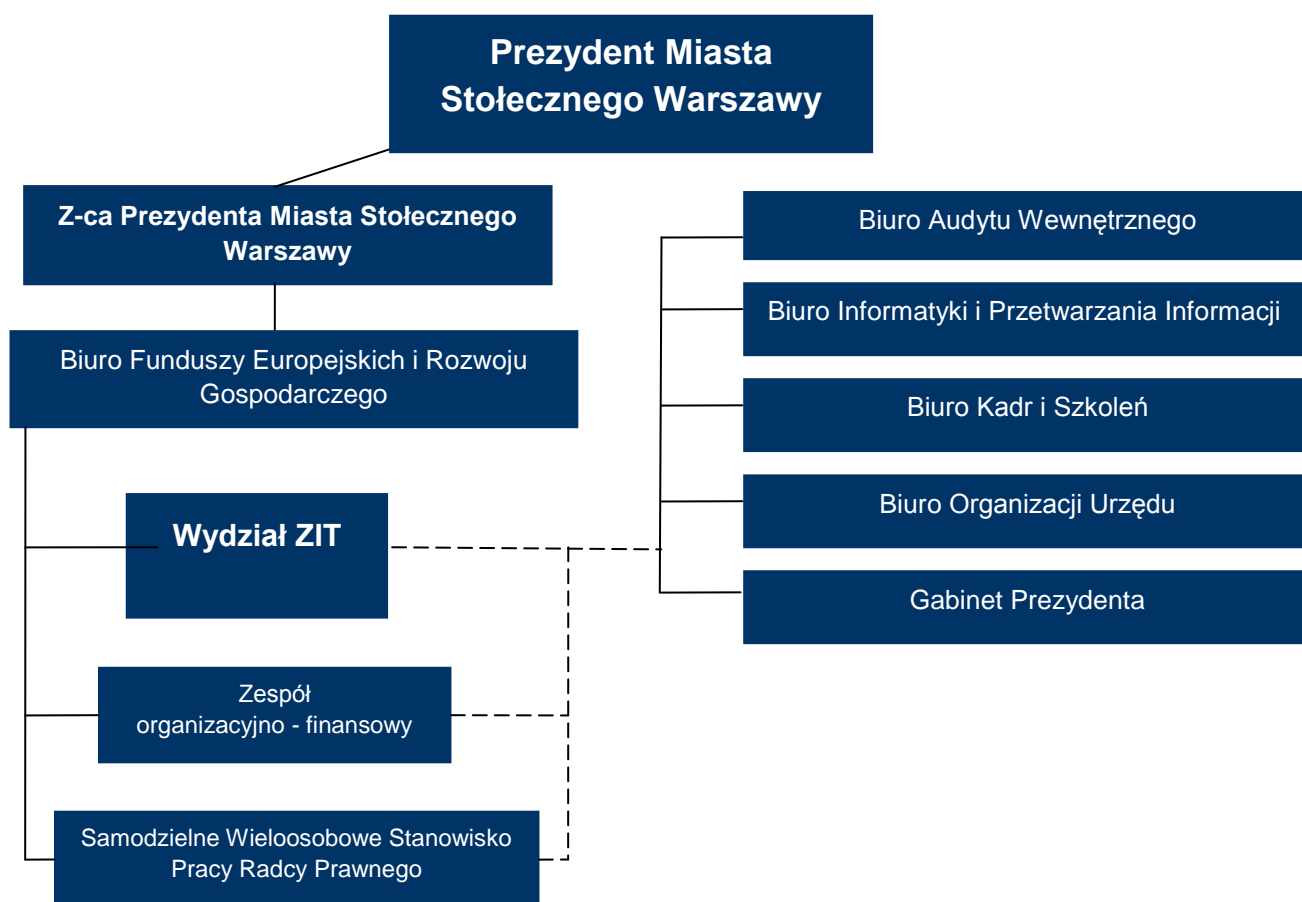 Prezydent Miasta
Stołecznego Warszawy
Z-ca Prezydenta Miasta Stołecznego
Warszawy
Biuro Funduszy Europejskich i Rozwoju
Gospodarczego
Wydział ZIT
Zespół
organizacyjno - finansowy
Samodzielne Wieloosobowe Stanowisko
Pracy Radcy Prawnego
Biuro Audytu Wewnętrznego
Biuro Informatyki i Przetwarzania Informacji
Biuro Kadr i Szkoleń
Biuro Organizacji Urzędu
Gabinet Prezydenta